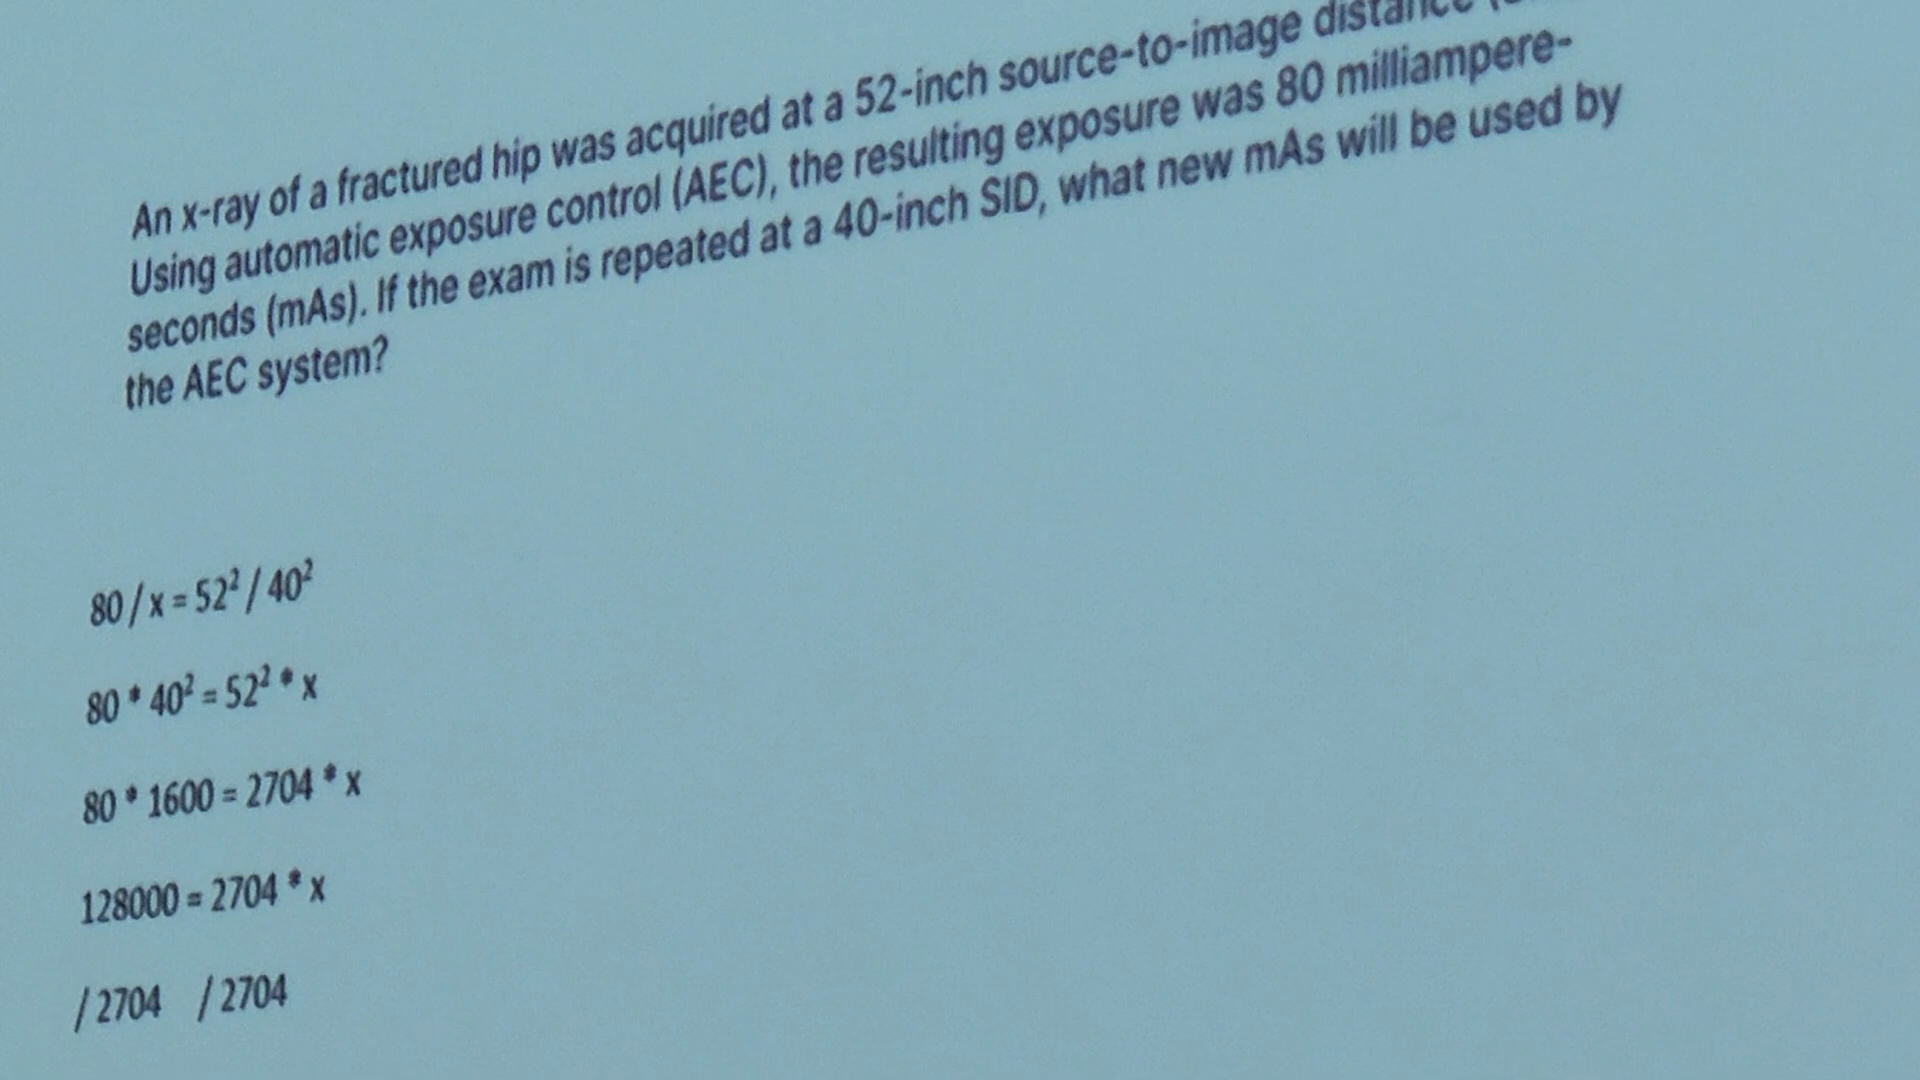 An x-ray of a fractured hip was acquired at a 52-inch source-to-image distance
Using automatic exposure control (AEC), the resulting exposure was 80 milliampere-
seconds (mAs). If the exam is repeated at a 40-inch SID, what new mAs will be used by
the AEC system?
80 / x = 52² / 40²
80 * 40² = 52² * x
80 * 1600 = 2704 * x
128000 = 2704 * x
/ 2704 / 2704